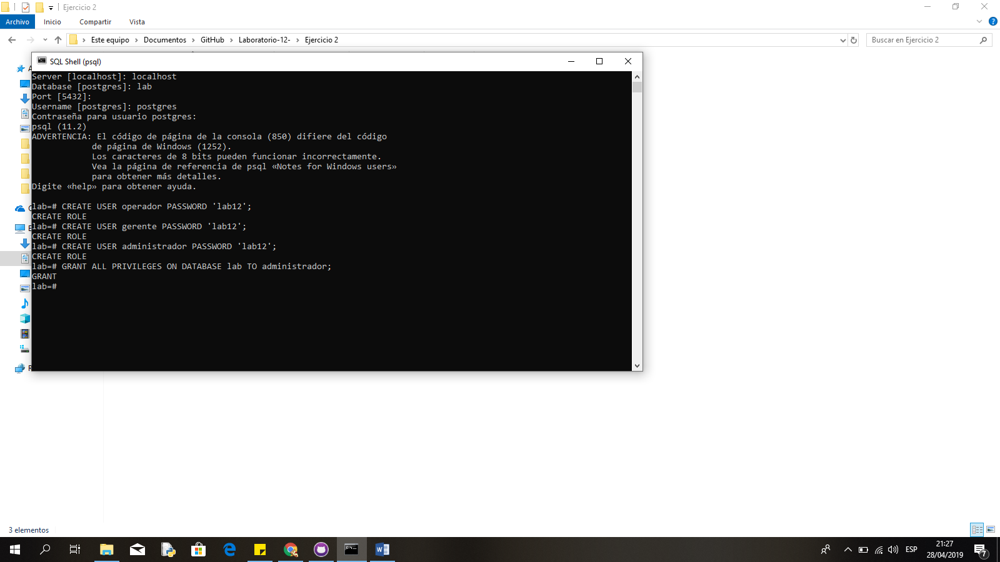 Ejercicio 2
Archivo
Inicio
Compartir
Vista
Este equipo
Documentos
GitHub
Laboratorio-12-
Ejercicio 2
Buscar en Ejercicio 2
SQL Shell (psql)
Server [localhost]: localhost
Database [postgres]: lab
Port [5432]:
Username [postgres]: postgres
Contraseña para usuario postgres:
psql (11.2)
ADVERTENCIA: El código de página de la consola (850) difiere del código
de página de Windows (1252).
Los caracteres de 8 bits pueden funcionar incorrectamente.
Vea la página de referencia de psql «Notes for Windows users»
para obtener más detalles.
Digite «help» para obtener ayuda.
lab=# CREATE USER operador PASSWORD 'lab12';
CREATE ROLE
lab=# CREATE USER gerente PASSWORD 'lab12';
CREATE ROLE
lab=# CREATE USER administrador PASSWORD 'lab12';
CREATE ROLE
lab=# GRANT ALL PRIVILEGES ON DATABASE lab TO administrador;
GRANT
lab=#
3 elementos
ESP
21:27
28/04/2019
7